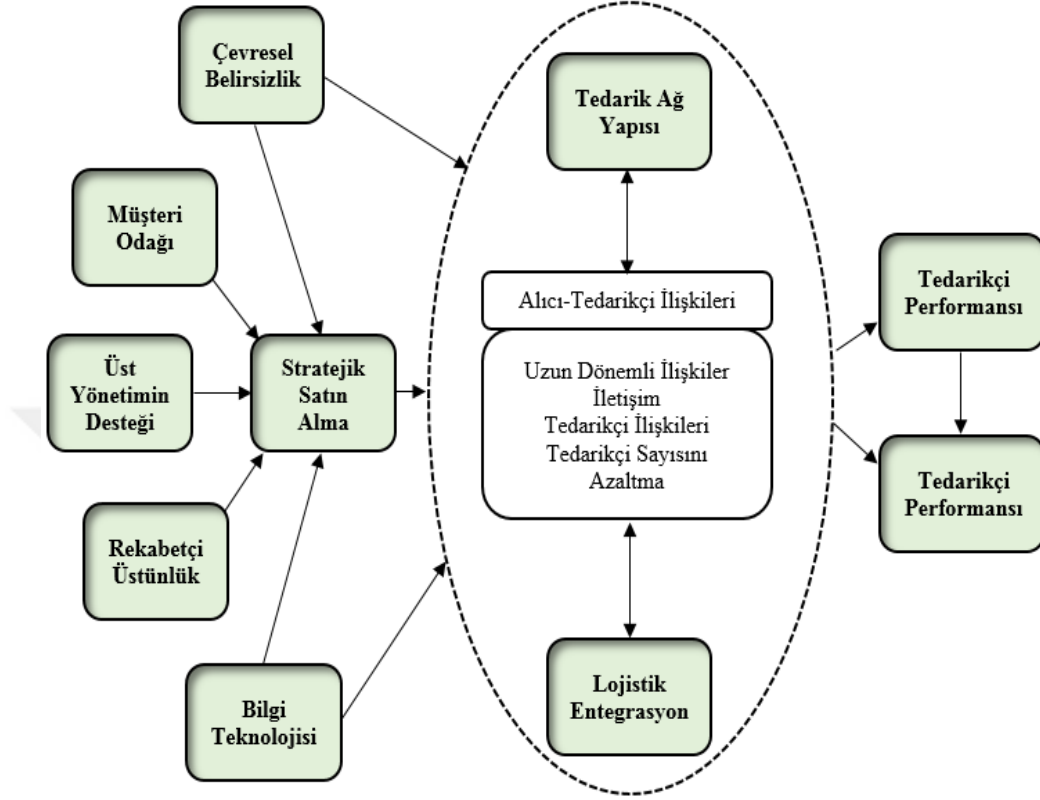 Çevresel
Belirsizlik
Müşteri
Odağı
Üst
Yönetimin
Desteği
Rekabetçi
Üstünlük
Bilgi
Teknolojisi
Stratejik
Satın
Alma
Tedarik Ağ
Yapısı
Alıcı-Tedarikçi İlişkileri
Uzun Dönemli İlişkiler
İletişim
Tedarikçi İlişkileri
Tedarikçi Sayısını
Azaltma
Lojistik
Entegrasyon
Tedarikçi
Performansı
Tedarikçi
Performansı